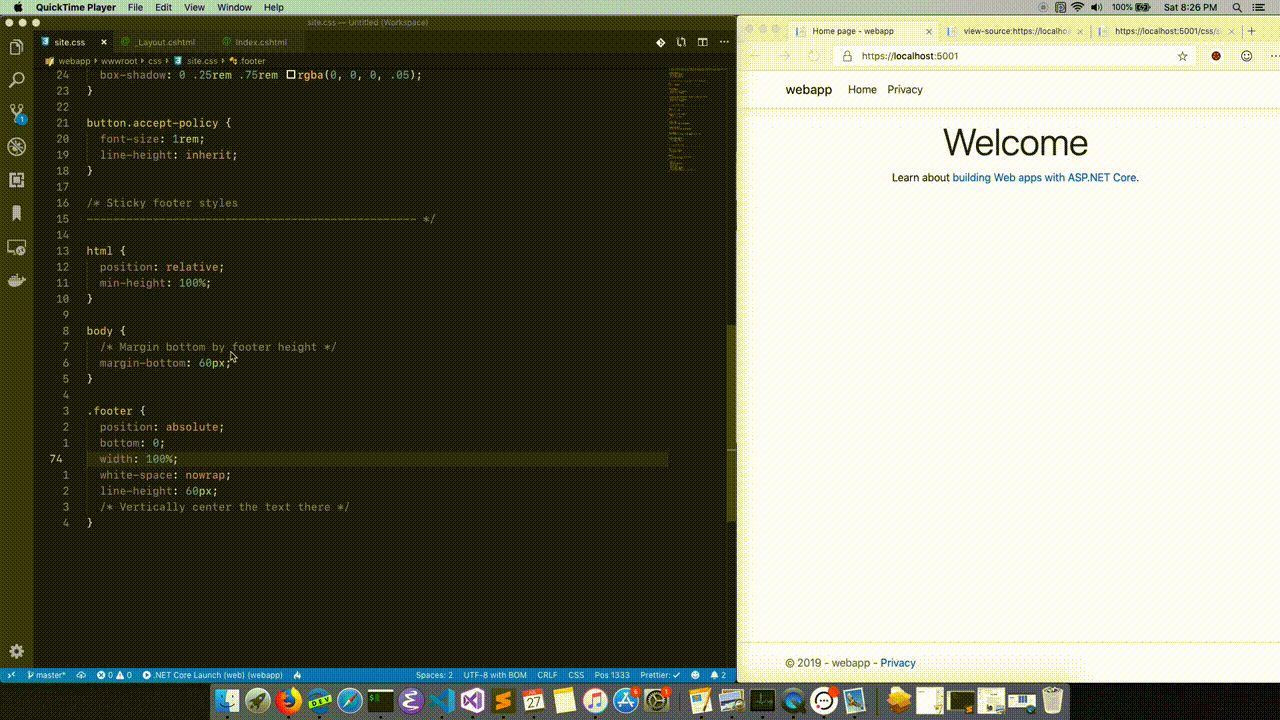 QuickTime Player File Edit View Window Help 100% Sat 8:26 PM
site.css — Untitled (Workspace)
site.css _Layout.cshtml Index.cshtml
webapp > wwwroot > css > site.css > .footer
24 box-shadow: 0 .25rem .75rem rgba(0, 0, 0, .05);
23 }
22
21 button.accept-policy {
20 font-size: 1rem;
19 line-height: inherit;
18 }
17
16 /* Sticky footer styles
15 -------------------------------------------------- */
14
13 html {
12 position: relative;
11 min-height: 100%;
10 }
9
8 body {
7 /* Margin bottom by footer height */
6 margin-bottom: 60px;
5 }
4
3 .footer {
2 position: absolute;
1 bottom: 0;
74 width: 100%;
1 white-space: nowrap;
2 line-height: 60px;
3 /* Vertically center the text there */
4 }
1
master* 0 0 .NET Core Launch (web) (webapp) Spaces: 2 UTF-8 with BOM CRLF CSS Pos 1333 Prettier: ✓ 2
Home page - webapp view-source:https://localho https://localhost:5001/css/s
https://localhost:5001
webapp Home Privacy
Welcome
Learn about building Web apps with ASP.NET Core.
© 2019 - webapp - Privacy
DEV
27
6
1